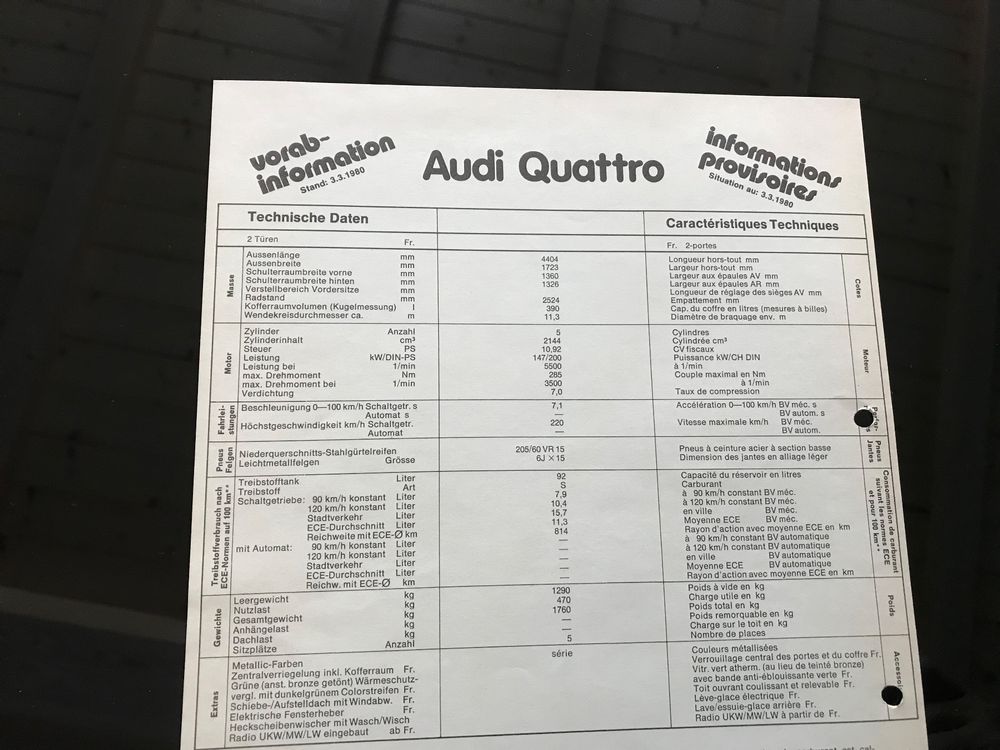 vorab-
information
Stand: 3.3.1980
Audi Quattro
informations
provisoires
Situation au: 3.3.1980
Technische Daten Caractéristiques Techniques
2 Türen Fr. Fr. 2-portes
Masse
Aussenlänge mm 4404 Longueur hors-tout mm
Aussenbreite mm 1723 Largeur hors-tout mm
Schulterraumbreite vorne mm 1360 Largeur aux épaules AV mm
Schulterraumbreite hinten mm 1326 Largeur aux épaules AR mm
Verstellbereich Vordersitze mm Longueur de réglage des sièges AV mm
Radstand mm 2524 Empattement mm
Kofferraumvolumen (Kugelmessung) l 390 Cap. du coffre en litres (mesures à billes)
Wendekreisdurchmesser ca. m 11,3 Diamètre de braquage env. m
Cotes
Motor
Zylinder Anzahl 5 Cylindres
Zylinderinhalt cm³ 2144 Cylindrée cm³
Steuer PS 10,92 CV fiscaux
Leistung kW/DIN-PS 147/200 Puissance kW/CH DIN
Leistung bei 1/min 5500 à 1/min
max. Drehmoment Nm 285 Couple maximal en Nm
max. Drehmoment bei 1/min 3500 à 1/min
Verdichtung 7,0 Taux de compression
Moteur
Fahrlei-
stungen
Beschleunigung 0—100 km/h Schaltgetr. s 7,1 Accélération 0—100 km/h BV méc. s
Automat s — BV autom. s
Höchstgeschwindigkeit km/h Schaltgetr. 220 Vitesse maximale km/h BV méc.
Automat — BV autom.
Pneus
Felgen
Niederquerschnitts-Stahlgürtelreifen 205/60 VR 15 Pneus à ceinture acier à section basse
Leichtmetallfelgen Grösse 6J × 15 Dimension des jantes en alliage léger
Pneus
Jantes
Treibstoffverbrauch nach
ECE-Normen auf 100 km**
Treibstofftank Liter 92 Capacité du réservoir en litres
Treibstoff Art S Carburant
Schaltgetriebe: 90 km/h konstant Liter 7,9 à 90 km/h constant BV méc.
120 km/h konstant Liter 10,4 à 120 km/h constant BV méc.
Stadtverkehr Liter 15,7 en ville BV méc.
ECE-Durchschnitt Liter 11,3 Moyenne ECE BV méc.
Reichweite mit ECE-Ø km 814 Rayon d'action avec moyenne ECE en km
mit Automat: 90 km/h konstant Liter — à 90 km/h constant BV automatique
120 km/h konstant Liter — à 120 km/h constant BV automatique
Stadtverkehr Liter — en ville BV automatique
ECE-Durchschnitt Liter — Moyenne ECE BV automatique
Reichw. mit ECE-Ø km — Rayon d'action avec moyenne ECE en km
Consommation de carburant
suivant les normes ECE
et pour 100 km**
Gewichte
Leergewicht kg 1290 Poids à vide en kg
Nutzlast kg 470 Charge utile en kg
Gesamtgewicht kg 1760 Poids total en kg
Anhängelast kg — Poids remorquable en kg
Dachlast kg — Charge sur le toit en kg
Sitzplätze Anzahl 5 Nombre de places
Poids
Extras
Metallic-Farben série Couleurs métallisées
Zentralverriegelung inkl. Kofferraum Fr. Verrouillage central des portes et du coffre Fr.
Grüne (anst. bronze getönt) Wärmeschutz- Vitr. vert atherm. (au lieu de teinté bronze)
vergl. mit dunkelgrünem Colorstreifen Fr. avec bande anti-éblouissante verte Fr.
Schiebe-/Aufstelldach mit Windabw. Fr. Toit ouvrant coulissant et relevable Fr.
Elektrische Fensterheber Fr. Lève-glace électrique Fr.
Heckscheibenwischer mit Wasch/Wisch Fr. Lave/essuie-glace arrière Fr.
Radio UKW/MW/LW eingebaut ab Fr. Radio UKW/MW/LW à partir de Fr.